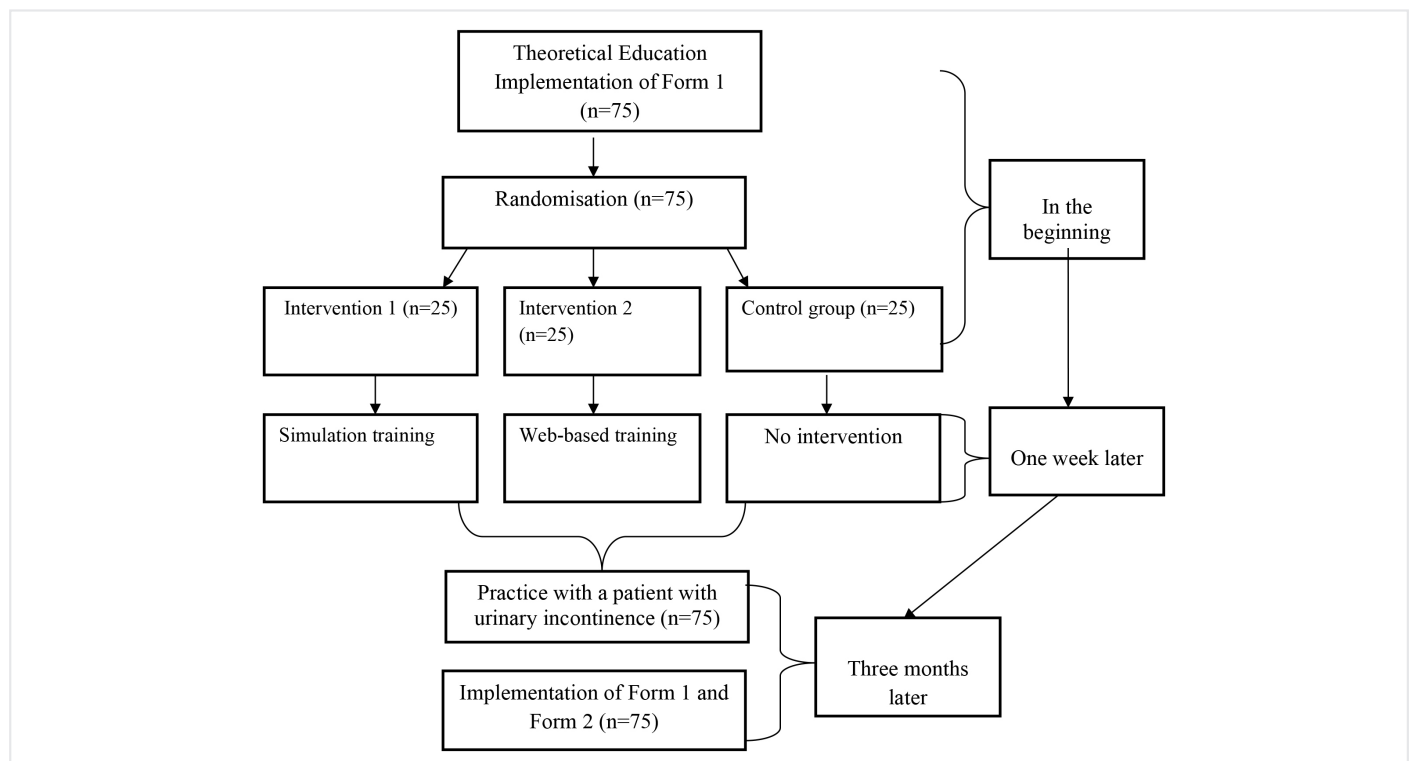 Theoretical Education
Implementation of Form 1
(n=75)
Randomisation (n=75)
In the
beginning
Intervention 1 (n=25)
Intervention 2
(n=25)
Control group (n=25)
Simulation training
Web-based training
No intervention
One week later
Practice with a patient with
urinary incontinence (n=75)
Three months
later
Implementation of Form 1 and
Form 2 (n=75)